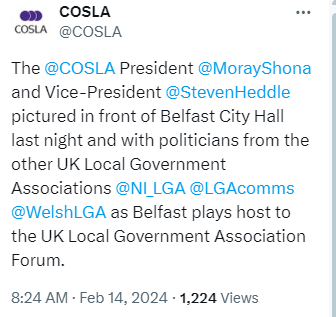 COSLA
@COSLA
COSLA
The @COSLA President @MorayShona
and Vice-President @StevenHeddle
pictured in front of Belfast City Hall
last night and with politicians from the
other UK Local Government
Associations @NI_LGA @LGAcomms
@WelshLGA as Belfast plays host to
the UK Local Government Association
Forum.
8:24 AM · Feb 14, 2024 · 1,224 Views